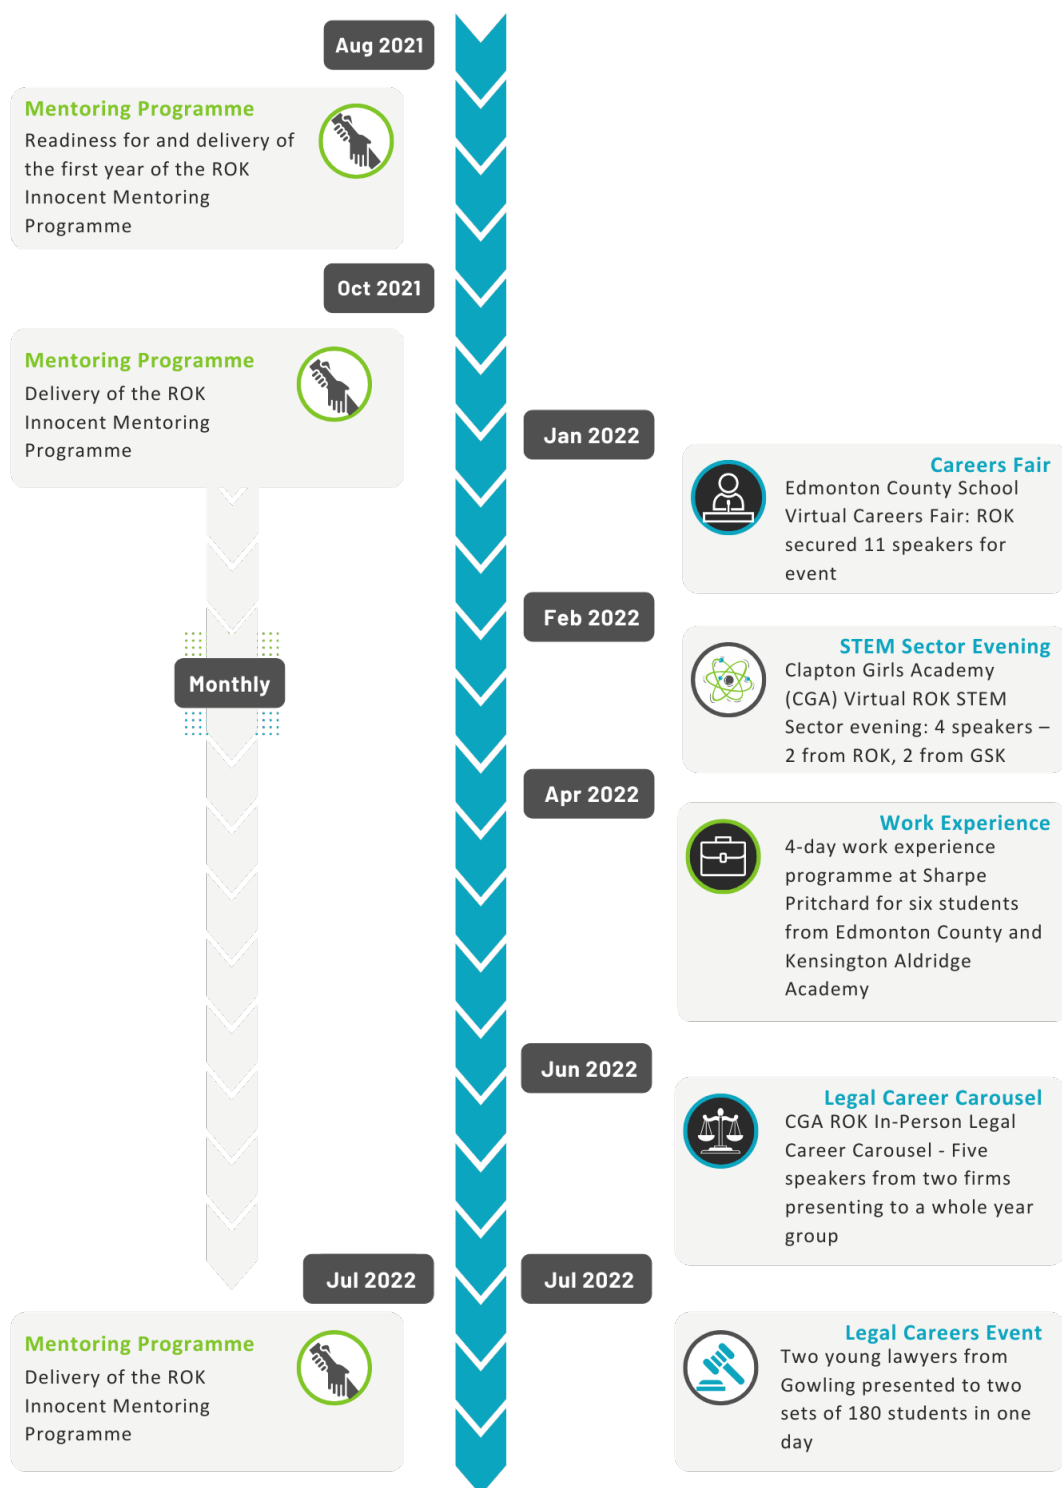 Aug 2021
Mentoring Programme
Readiness for and delivery of
the first year of the ROK
Innocent Mentoring
Programme
Oct 2021
Mentoring Programme
Delivery of the ROK
Innocent Mentoring
Programme
Jan 2022
Careers Fair
Edmonton County School
Virtual Careers Fair: ROK
secured 11 speakers for
event
Feb 2022
STEM Sector Evening
Clapton Girls Academy
(CGA) Virtual ROK STEM
Sector evening: 4 speakers –
2 from ROK, 2 from GSK
Monthly
Apr 2022
Work Experience
4-day work experience
programme at Sharpe
Pritchard for six students
from Edmonton County and
Kensington Aldridge
Academy
Jun 2022
Legal Career Carousel
CGA ROK In-Person Legal
Career Carousel - Five
speakers from two firms
presenting to a whole year
group
Jul 2022
Mentoring Programme
Delivery of the ROK
Innocent Mentoring
Programme
Jul 2022
Legal Careers Event
Two young lawyers from
Gowling presented to two
sets of 180 students in one
day